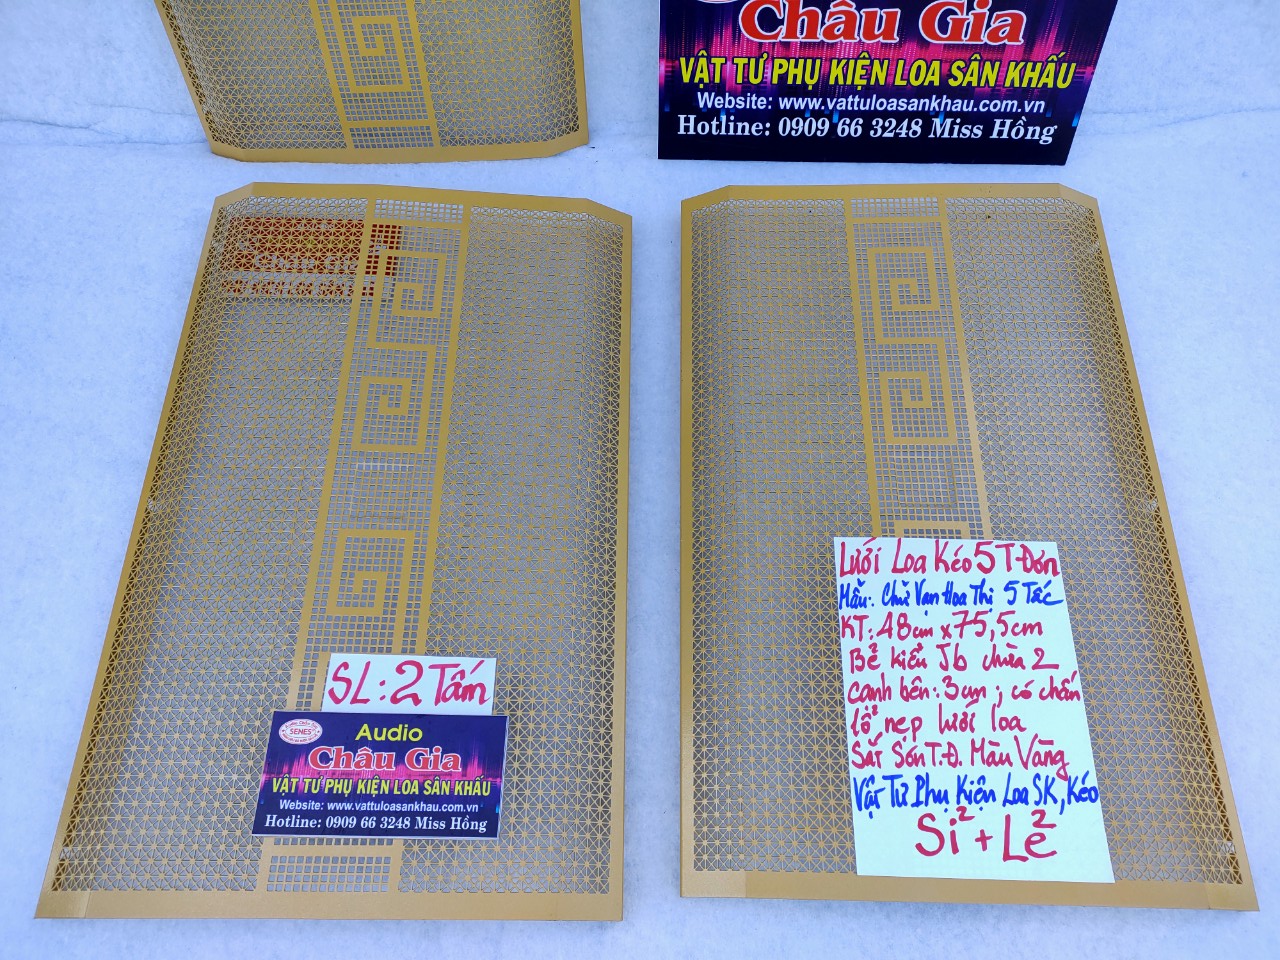 Châu Gia
VẬT TƯ PHỤ KIỆN LOA SÂN KHẤU
Website: www.vattuloasankhau.com.vn
Hotline: 0909 66 3248 Miss Hồng
Lưới Loa Kéo 5T Đơn
Mẫu: Chữ Vạn Hoa Thị 5 Tấc
KT: 48cm x 75,5cm
Bẻ kiểu Jb chừa 2
cạnh bên: 3cm; có chấn
lổ nẹp lưới loa
Sắt Sơn T.Đ. Màu Vàng
Vật Tư Phụ Kiện Loa SK, Kéo
Sỉ + Lẻ
SL: 2 Tấm
SENES
Audio
Châu Gia
VẬT TƯ PHỤ KIỆN LOA SÂN KHẤU
Website: www.vattuloasankhau.com.vn
Hotline: 0909 66 3248 Miss Hồng